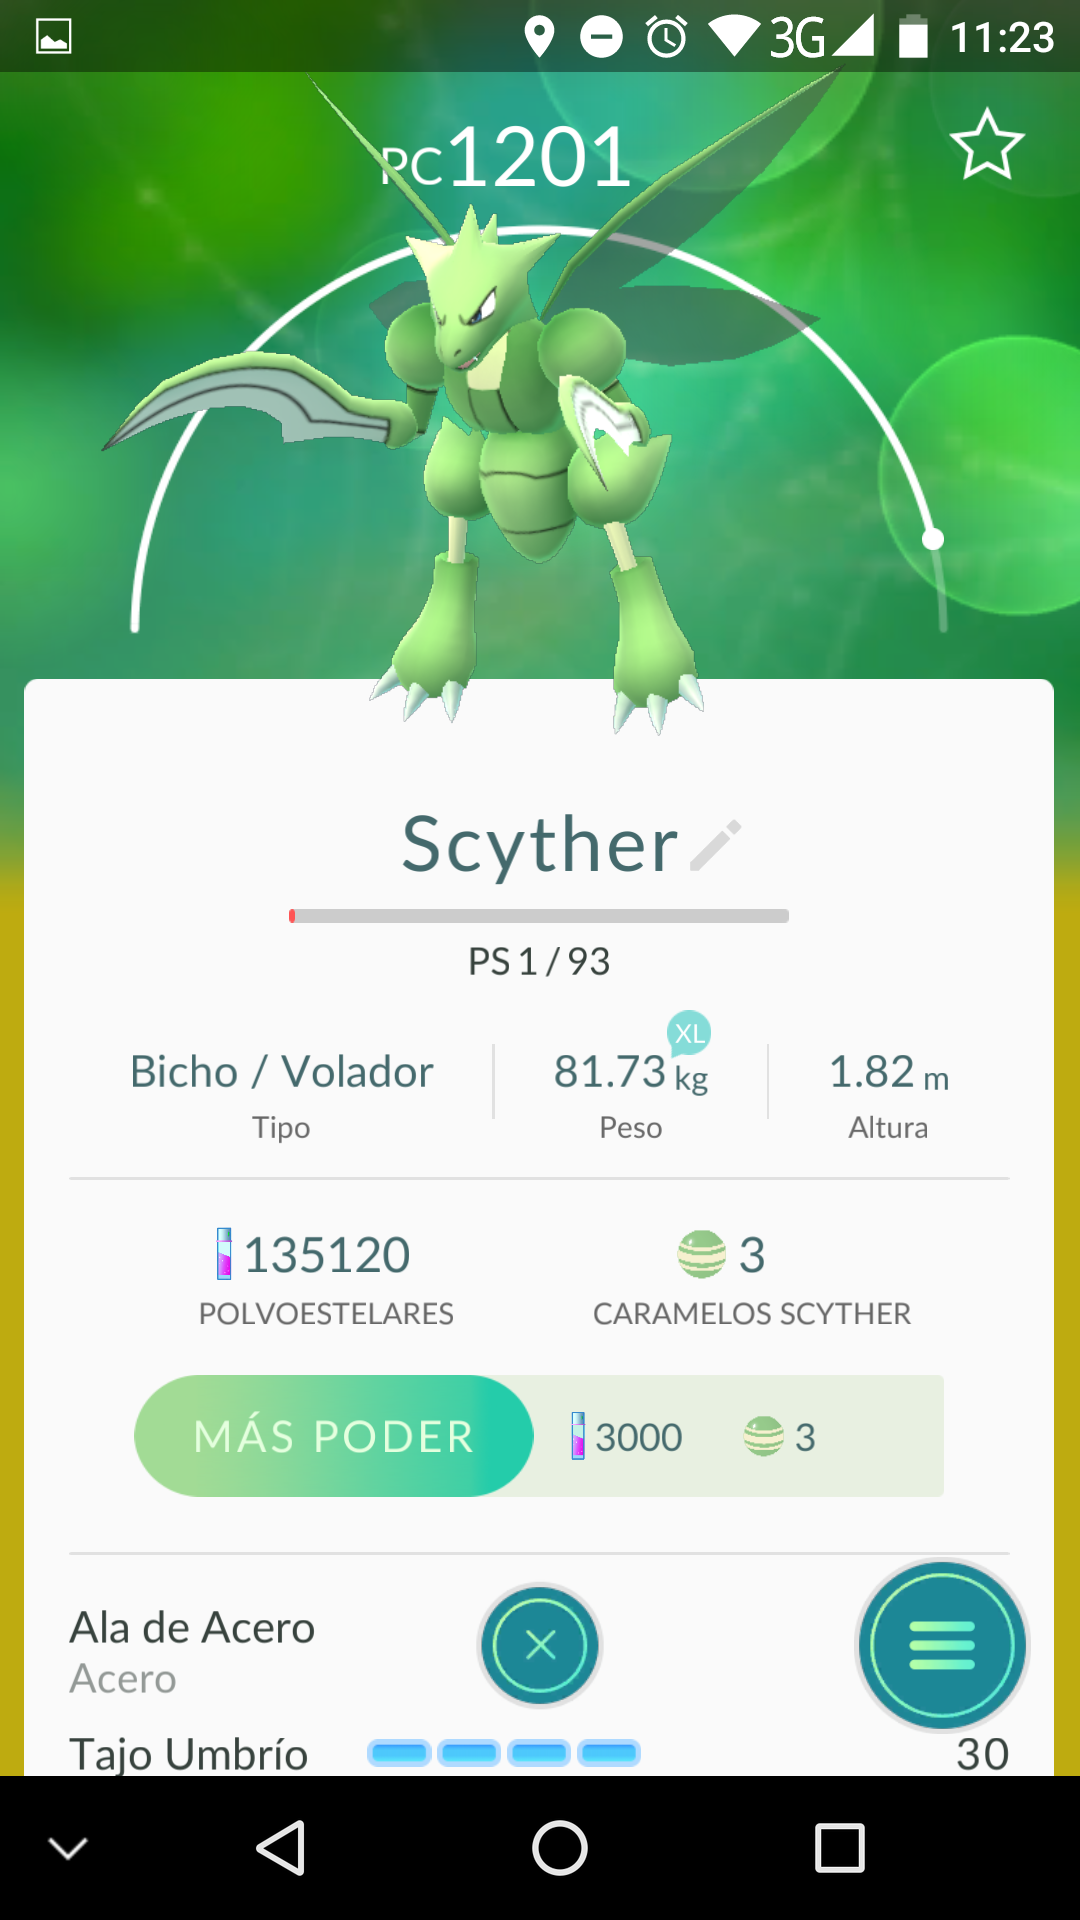 3G 11:23
PC1201
Scyther
PS 1 / 93
XL
Bicho / Volador 81.73 kg 1.82 m
Tipo Peso Altura
135120 3
POLVOESTELARES CARAMELOS SCYTHER
MÁS PODER 3000 3
Ala de Acero
Acero
Tajo Umbrío 30